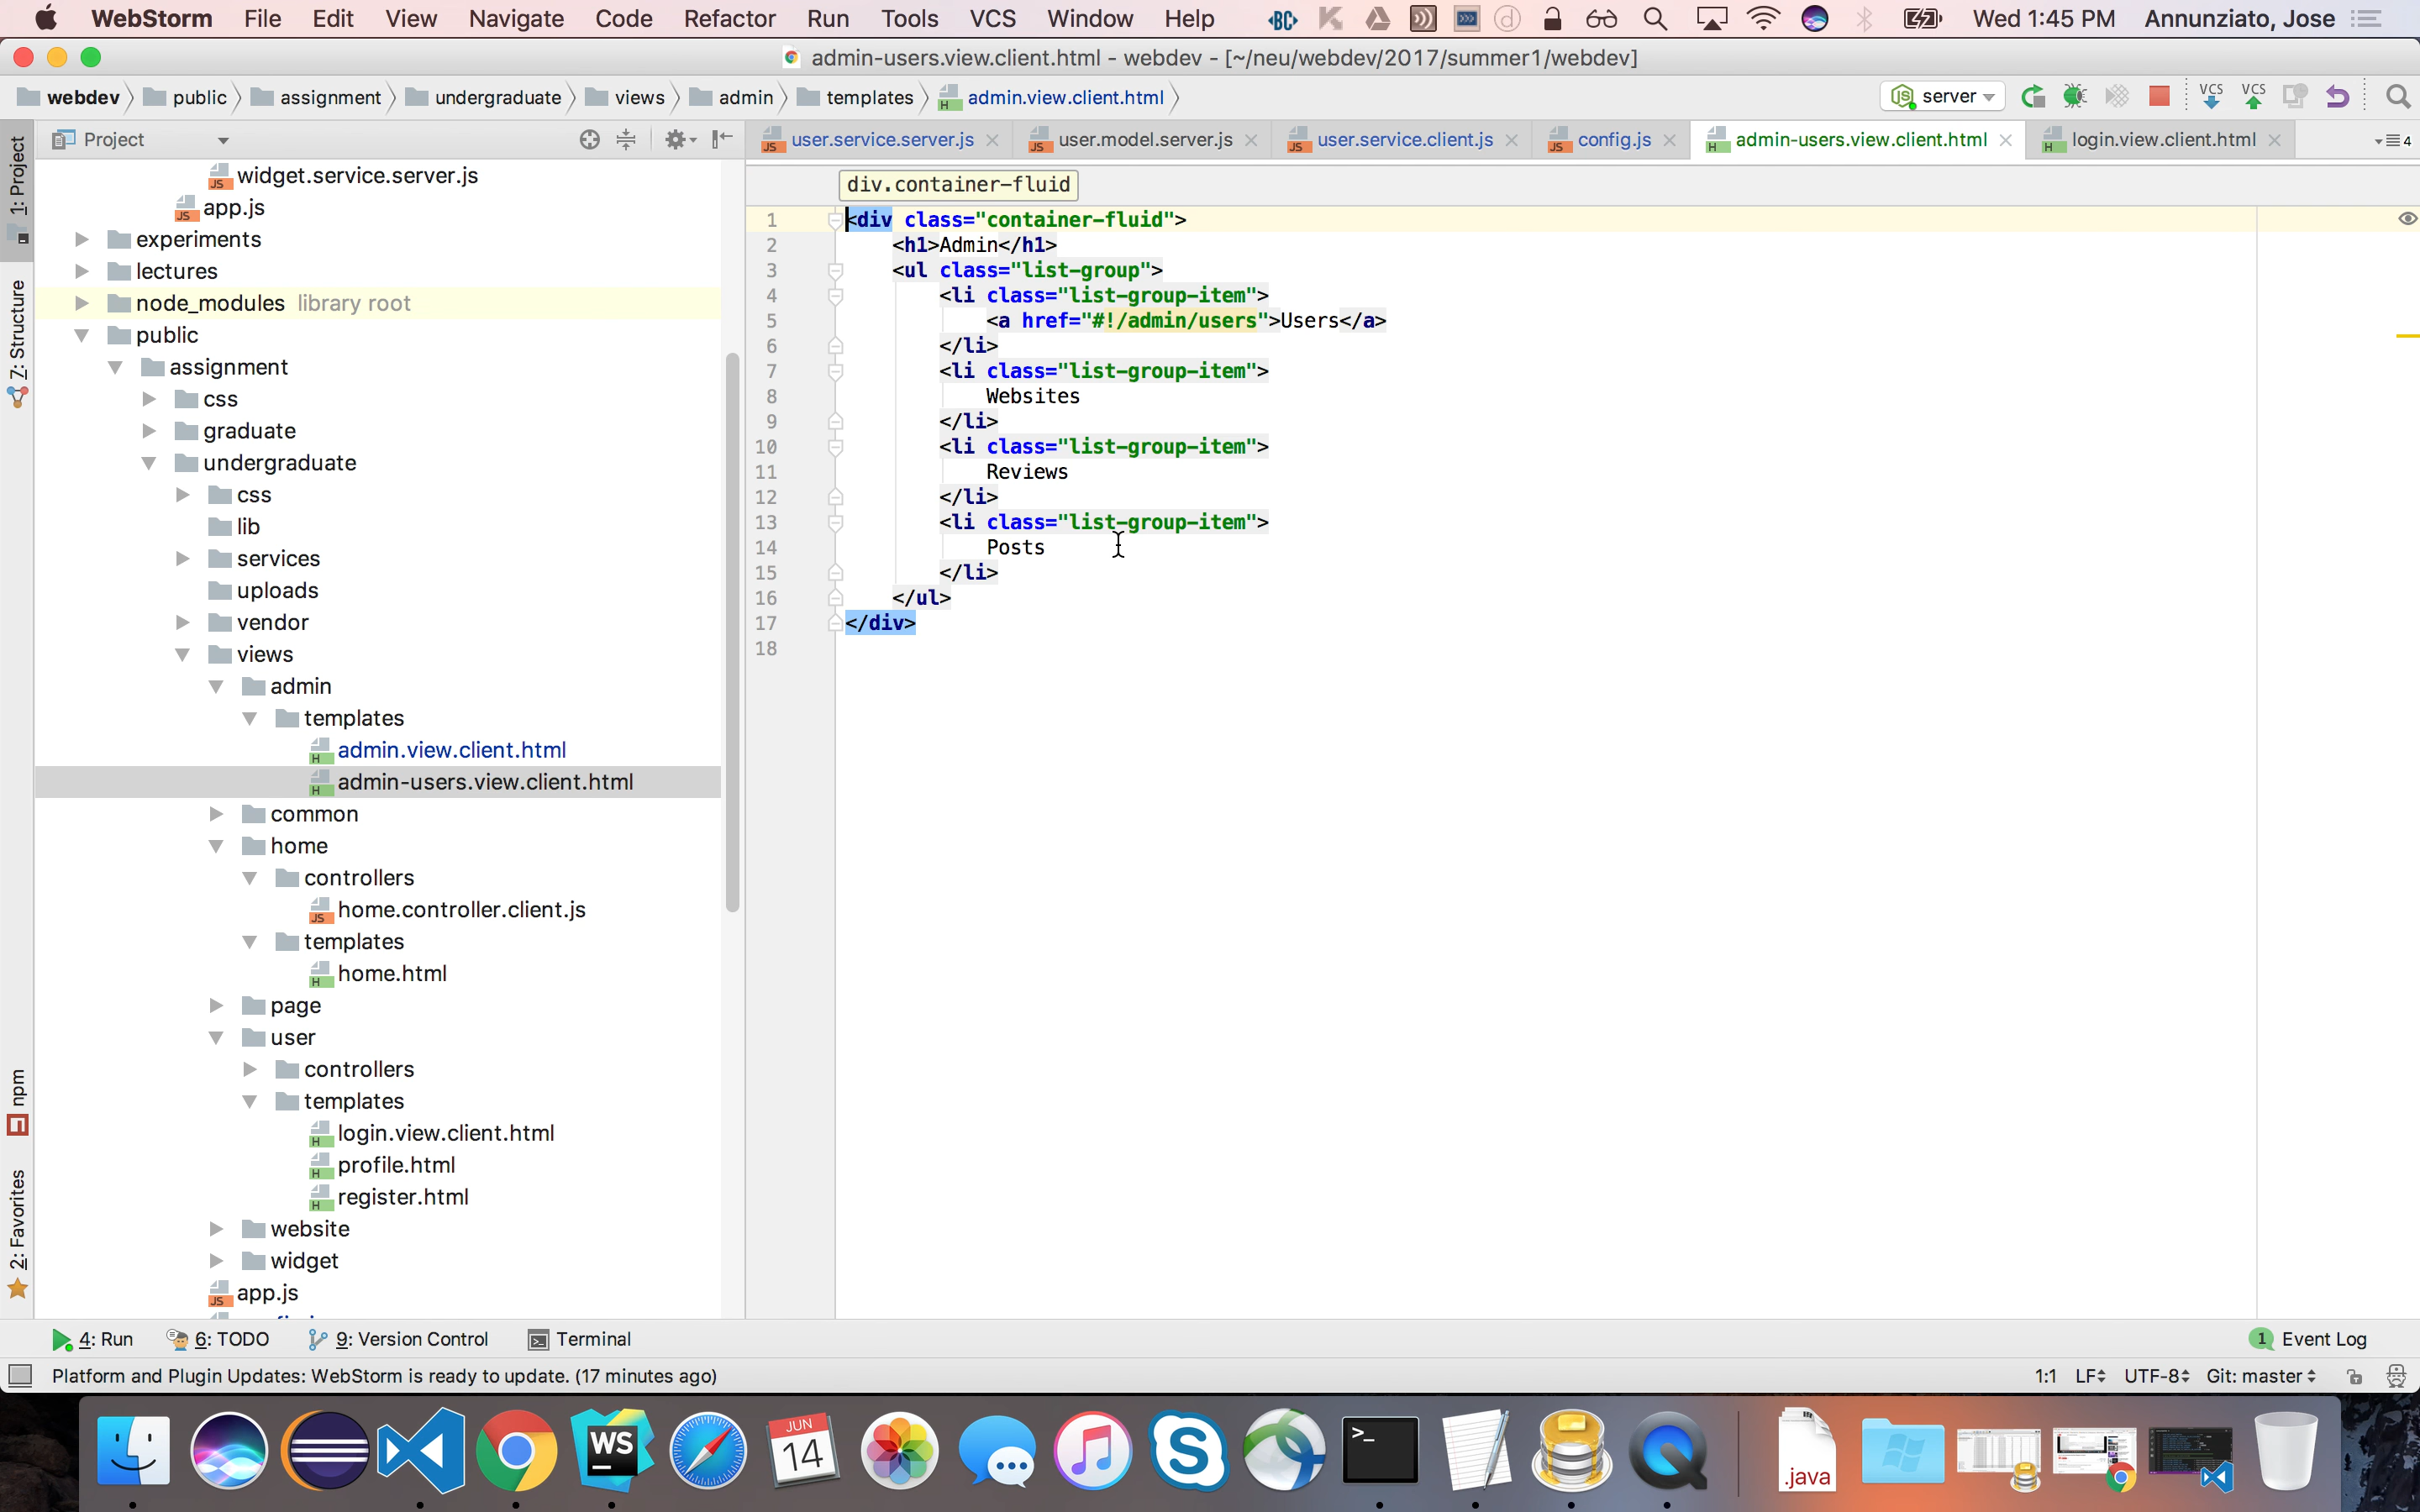 WebStorm File Edit View Navigate Code Refactor Run Tools VCS Window Help BC d Wed 1:45 PM Annunziato, Jose
admin-users.view.client.html - webdev - [~/neu/webdev/2017/summer1/webdev]
webdev public assignment undergraduate views admin templates admin.view.client.html server VCS VCS
Project
user.service.server.js user.model.server.js user.service.client.js config.js admin-users.view.client.html login.view.client.html 4
1: Project
7: Structure
npm
2: Favorites
widget.service.server.js
app.js
experiments
lectures
node_modules library root
public
assignment
css
graduate
undergraduate
css
lib
services
uploads
vendor
views
admin
templates
admin.view.client.html
admin-users.view.client.html
common
home
controllers
home.controller.client.js
templates
home.html
page
user
controllers
templates
login.view.client.html
profile.html
register.html
website
widget
app.js
div.container-fluid
1 <div class="container-fluid">
2 <h1>Admin</h1>
3 <ul class="list-group">
4 <li class="list-group-item">
5 <a href="#!/admin/users">Users</a>
6 </li>
7 <li class="list-group-item">
8 Websites
9 </li>
10 <li class="list-group-item">
11 Reviews
12 </li>
13 <li class="list-group-item">
14 Posts
15 </li>
16 </ul>
17 </div>
18
4: Run 6: TODO 9: Version Control Terminal 1 Event Log
Platform and Plugin Updates: WebStorm is ready to update. (17 minutes ago) 1:1 LF UTF-8 Git: master
WS JUN 14 S >_ .java